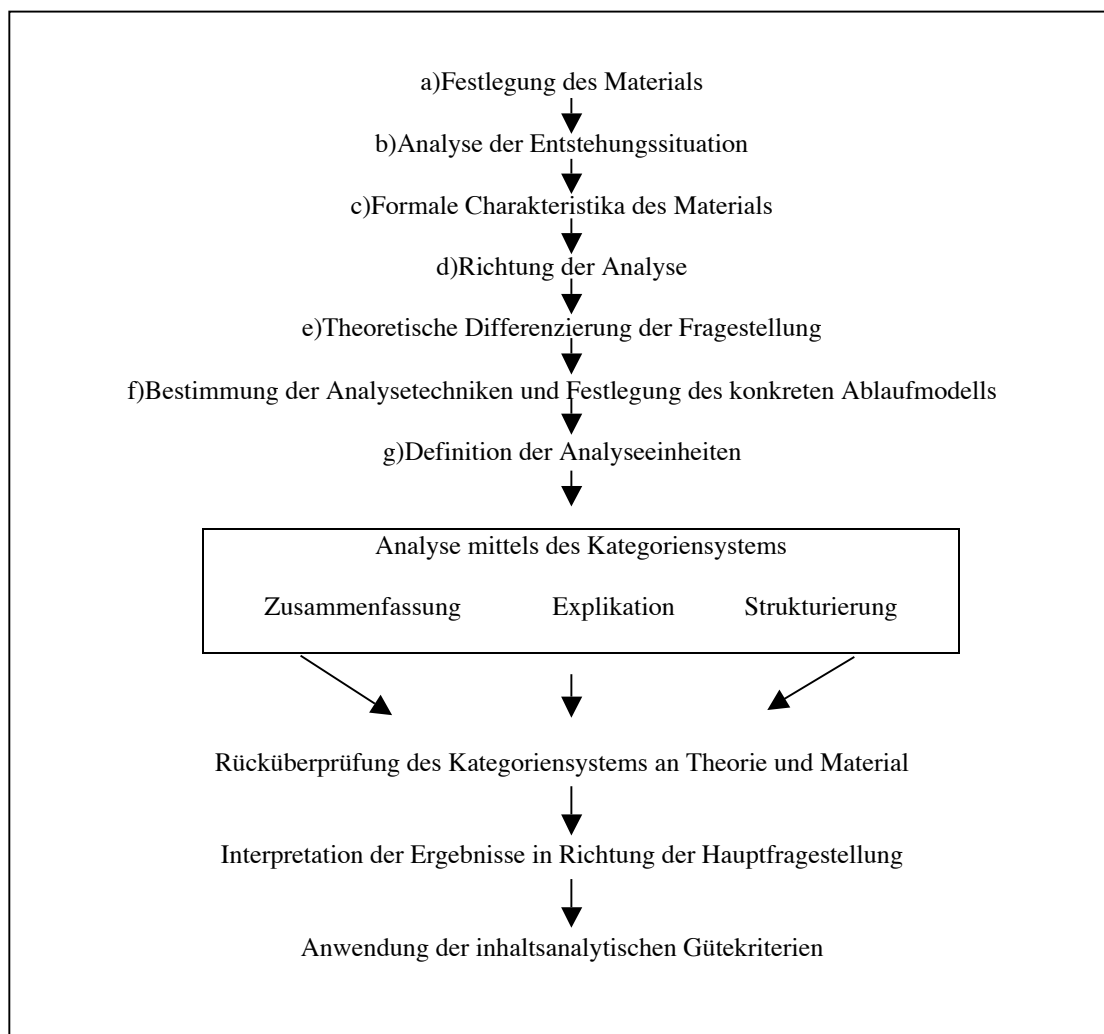 a)Festlegung des Materials
b)Analyse der Entstehungssituation
c)Formale Charakteristika des Materials
d)Richtung der Analyse
e)Theoretische Differenzierung der Fragestellung
f)Bestimmung der Analysetechniken und Festlegung des konkreten Ablaufmodells
g)Definition der Analyseeinheiten
Analyse mittels des Kategoriensystems
Zusammenfassung Explikation Strukturierung
Rücküberprüfung des Kategoriensystems an Theorie und Material
Interpretation der Ergebnisse in Richtung der Hauptfragestellung
Anwendung der inhaltsanalytischen Gütekriterien